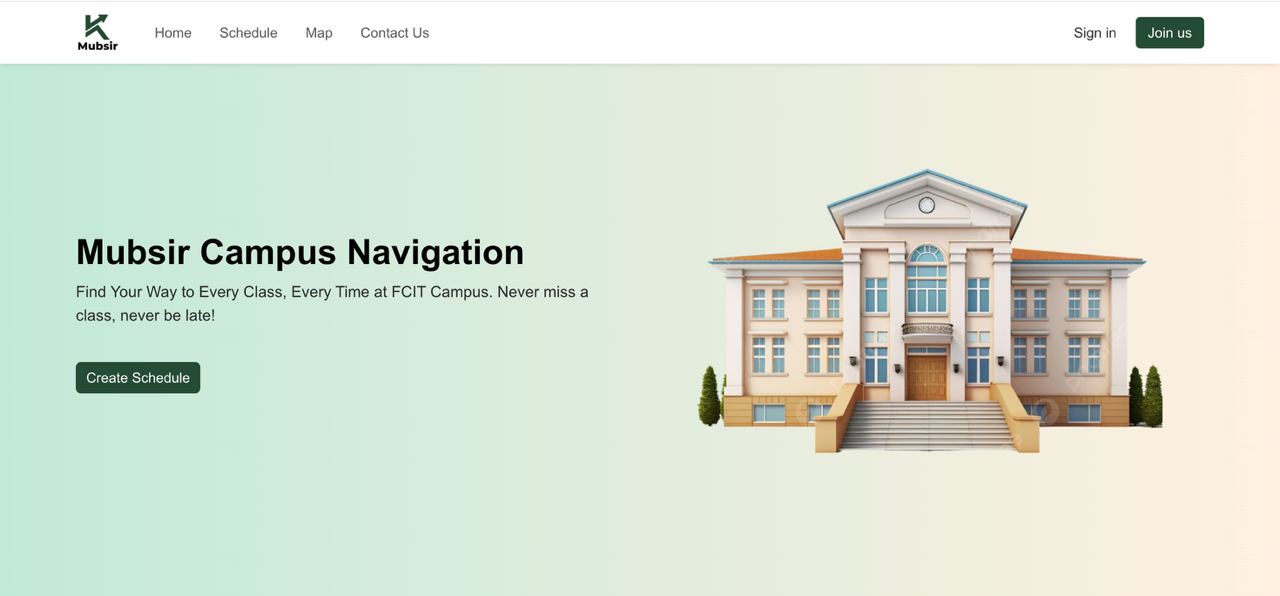 Mubsir
Home
Schedule
Map
Contact Us
Sign in
Join us
Mubsir Campus Navigation
Find Your Way to Every Class, Every Time at FCIT Campus. Never miss a
class, never be late!
Create Schedule